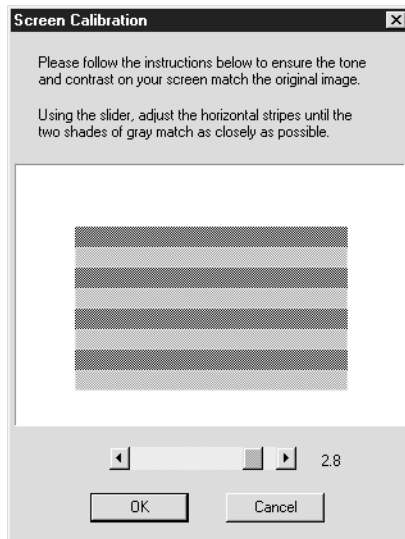 Screen Calibration
Please follow the instructions below to ensure the tone
and contrast on your screen match the original image.
Using the slider, adjust the horizontal stripes until the
two shades of gray match as closely as possible.
2.8
OK
Cancel